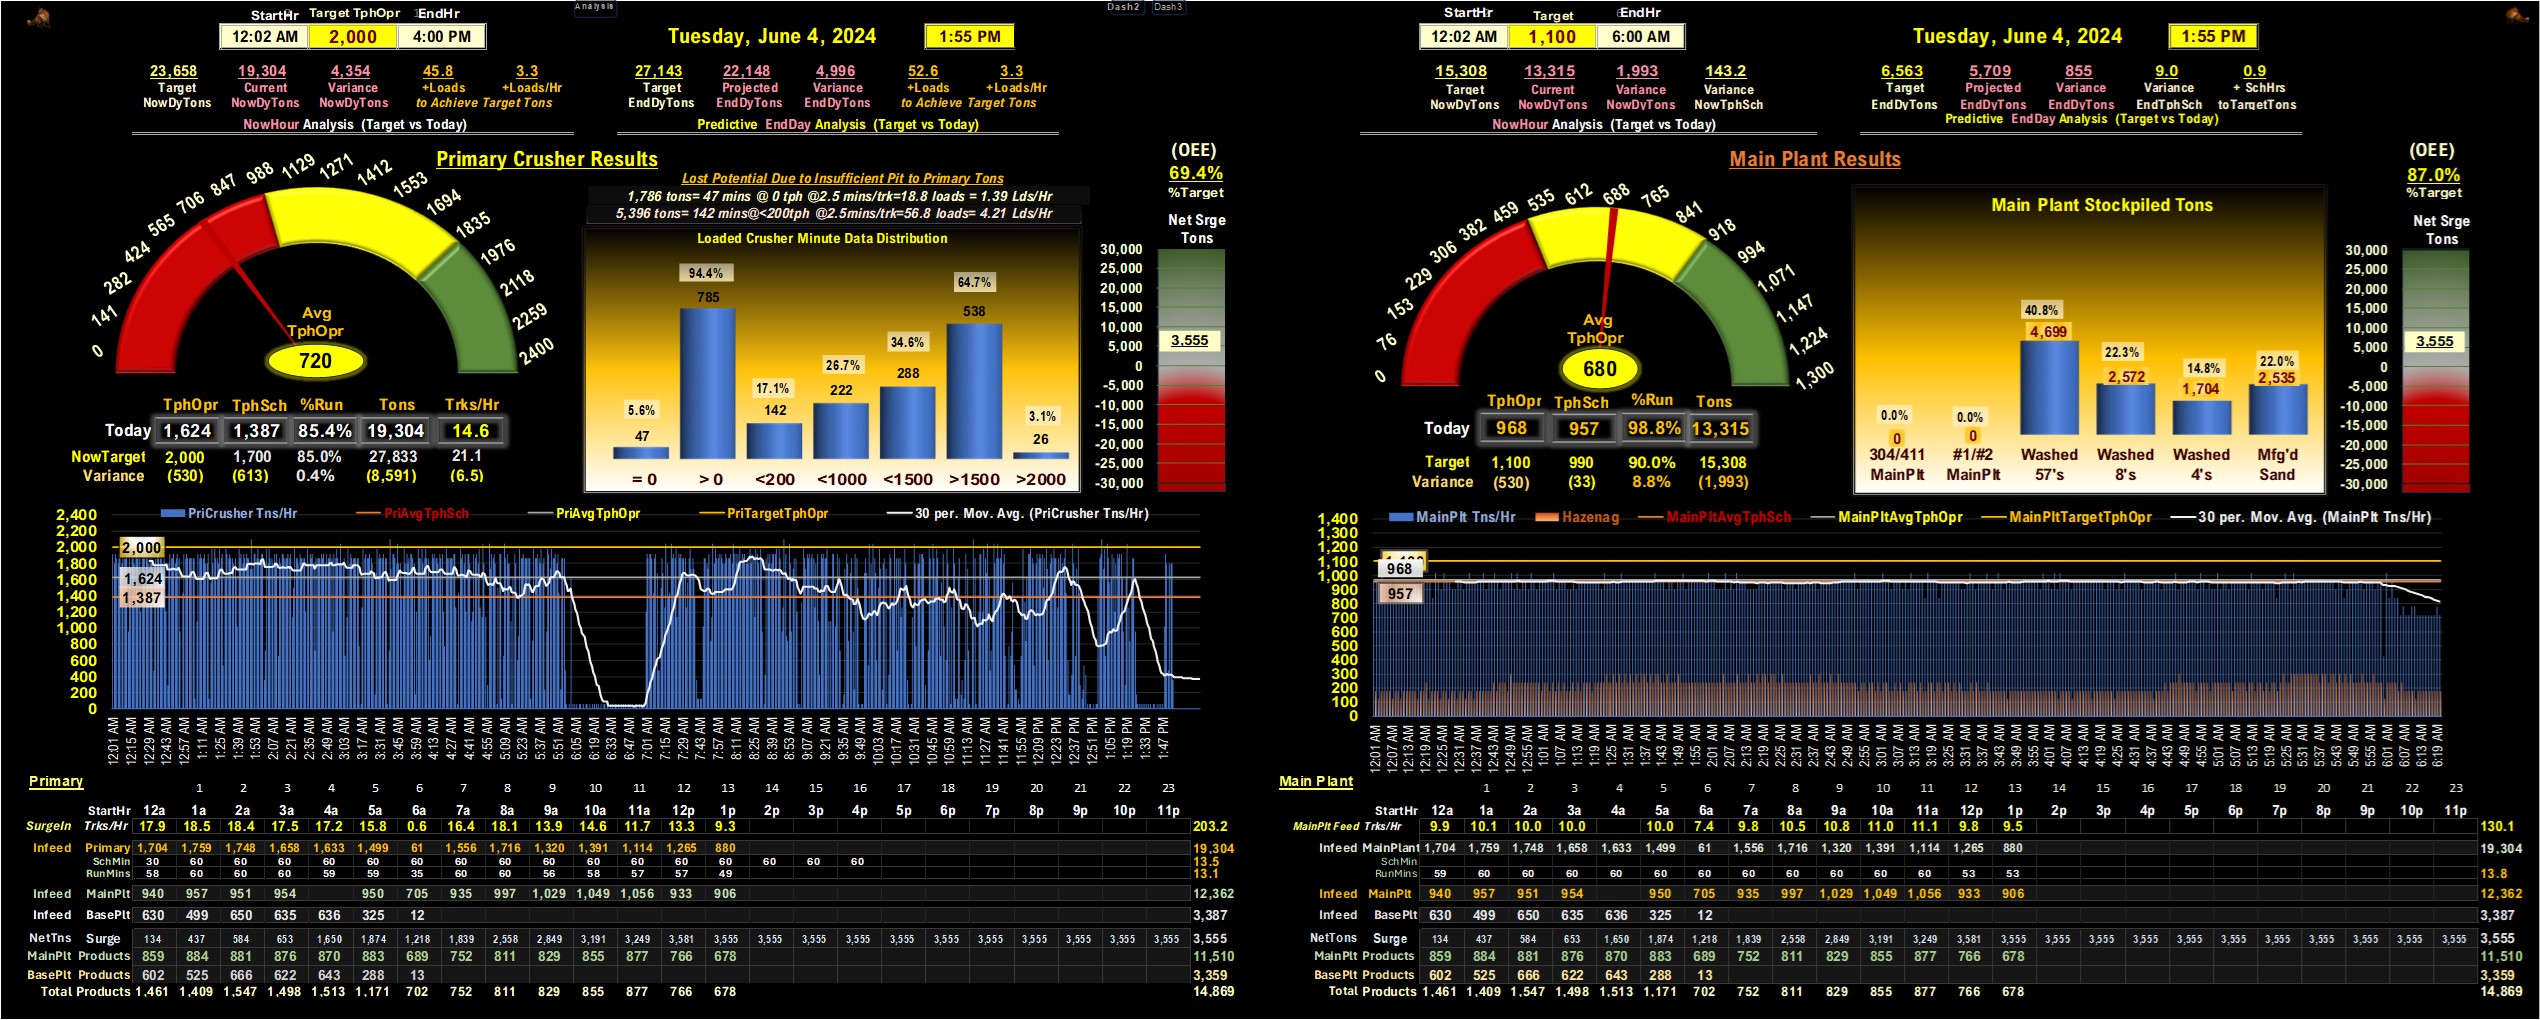 Analysis
Dash2 Dash3
StartHr Target TphOpr EndHr
12:02 AM 2,000 4:00 PM
Tuesday, June 4, 2024 1:55 PM
23,658 19,304 4,354 45.8 3.3
Target Current Variance +Loads +Loads/Hr
NowDyTons NowDyTons NowDyTons to Achieve Target Tons
NowHour Analysis (Target vs Today)
27,143 22,148 4,996 52.6 3.3
Target Projected Variance +Loads +Loads/Hr
EndDyTons EndDyTons EndDyTons to Achieve Target Tons
Predictive EndDay Analysis (Target vs Today)
Primary Crusher Results
0 141 282 424 565 706 847 988 1129 1271 1412 1553 1694 1835 1976 2118 2259 2400
Avg
TphOpr
720
TphOpr TphSch %Run Tons Trks/Hr
Today 1,624 1,387 85.4% 19,304 14.6
NowTarget 2,000 1,700 85.0% 27,833 21.1
Variance (530) (613) 0.4% (8,591) (6.5)
Lost Potential Due to Insufficient Pit to Primary Tons
1,786 tons= 47 mins @ 0 tph @2.5 mins/trk=18.8 loads = 1.39 Lds/Hr
5,396 tons= 142 mins@<200tph @2.5mins/trk=56.8 loads= 4.21 Lds/Hr
Loaded Crusher Minute Data Distribution
5.6% 94.4% 17.1% 26.7% 34.6% 64.7% 3.1%
47 785 142 222 288 538 26
= 0 > 0 <200 <1000 <1500 >1500 >2000
(OEE)
69.4%
%Target
Net Srge
Tons
30,000
25,000
20,000
15,000
10,000
5,000
0
-5,000
-10,000
-15,000
-20,000
-25,000
-30,000
3,555
PriCrusher Tns/Hr PriAvgTphSch PriAvgTphOpr PriTargetTphOpr 30 per. Mov. Avg. (PriCrusher Tns/Hr)
2,400
2,200
2,000
1,800
1,600
1,400
1,200
1,000
800
600
400
200
0
2,000
1,624
1,387
12:01 AM 12:15 AM 12:29 AM 12:43 AM 12:57 AM 1:11 AM 1:25 AM 1:39 AM 1:53 AM 2:07 AM 2:21 AM 2:35 AM 2:49 AM 3:03 AM 3:17 AM 3:31 AM 3:45 AM 3:59 AM 4:13 AM 4:27 AM 4:41 AM 4:55 AM 5:09 AM 5:23 AM 5:37 AM 5:51 AM 6:05 AM 6:19 AM 6:33 AM 6:47 AM 7:01 AM 7:15 AM 7:29 AM 7:43 AM 7:57 AM 8:11 AM 8:25 AM 8:39 AM 8:53 AM 9:07 AM 9:21 AM 9:35 AM 9:49 AM 10:03 AM 10:17 AM 10:31 AM 10:45 AM 10:59 AM 11:13 AM 11:27 AM 11:41 AM 11:55 AM 12:09 PM 12:23 PM 12:37 PM 12:51 PM 1:05 PM 1:19 PM 1:33 PM 1:47 PM
Primary 1 2 3 4 5 6 7 8 9 10 11 12 13 14 15 16 17 18 19 20 21 22 23
StartHr 12a 1a 2a 3a 4a 5a 6a 7a 8a 9a 10a 11a 12p 1p 2p 3p 4p 5p 6p 7p 8p 9p 10p 11p
SurgeIn Trks/Hr 17.9 18.5 18.4 17.5 17.2 15.8 0.6 16.4 18.1 13.9 14.6 11.7 13.3 9.3 203.2
Infeed Primary 1,704 1,759 1,748 1,658 1,633 1,499 61 1,556 1,716 1,320 1,391 1,114 1,265 880 19,304
SchMin 30 60 60 60 60 60 60 60 60 60 60 60 60 60 60 60 60 13.5
RunMins 58 60 60 60 59 59 35 60 60 56 58 57 57 49 13.1
Infeed MainPlt 940 957 951 954 950 705 935 997 1,029 1,049 1,056 933 906 12,362
Infeed BasePlt 630 499 650 635 636 325 12 3,387
NetTns Surge 134 437 584 653 1,650 1,874 1,218 1,839 2,558 2,849 3,191 3,249 3,581 3,555 3,555 3,555 3,555 3,555 3,555 3,555 3,555 3,555 3,555 3,555 3,555
MainPlt Products 859 884 881 876 870 883 689 752 811 829 855 877 766 678 11,510
BasePlt Products 602 525 666 622 643 288 13 3,359
Total Products 1,461 1,409 1,547 1,498 1,513 1,171 702 752 811 829 855 877 766 678 14,869
StartHr Target EndHr
12:02 AM 1,100 6:00 AM
Tuesday, June 4, 2024 1:55 PM
15,308 13,315 1,993 143.2
Target Current Variance Variance
NowDyTons NowDyTons NowDyTons NowTphSch
NowHour Analysis (Target vs Today)
6,563 5,709 855 9.0 0.9
Target Projected Variance Variance + SchHrs
EndDyTons EndDyTons EndDyTons EndTphSch toTargetTons
Predictive EndDay Analysis (Target vs Today)
Main Plant Results
0 76 153 229 306 382 459 535 612 688 765 841 918 994 1,071 1,147 1,224 1,300
Avg
TphOpr
680
TphOpr TphSch %Run Tons
Today 968 957 98.8% 13,315
Target 1,100 990 90.0% 15,308
Variance (530) (33) 8.8% (1,993)
Main Plant Stockpiled Tons
0.0% 0.0% 40.8% 22.3% 14.8% 22.0%
0 0 4,699 2,572 1,704 2,535
304/411 #1/#2 Washed Washed Washed Mfg'd
MainPlt MainPlt 57's 8's 4's Sand
(OEE)
87.0%
%Target
Net Srge
Tons
30,000
25,000
20,000
15,000
10,000
5,000
0
-5,000
-10,000
-15,000
-20,000
-25,000
-30,000
3,555
MainPlt Tns/Hr Hazenag MainPltAvgTphSch MainPltAvgTphOpr MainPltTargetTphOpr 30 per. Mov. Avg. (MainPlt Tns/Hr)
1,400
1,300
1,200
1,100
1,000
900
800
700
600
500
400
300
200
100
0
968
957
12:01 AM 12:07 AM 12:13 AM 12:25 AM 12:31 AM 12:37 AM 12:43 AM 12:49 AM 12:55 AM 1:01 AM 1:07 AM 1:13 AM 1:19 AM 1:25 AM 1:31 AM 1:37 AM 1:43 AM 1:49 AM 1:55 AM 2:01 AM 2:07 AM 2:13 AM 2:19 AM 2:25 AM 2:31 AM 2:37 AM 2:43 AM 2:49 AM 2:55 AM 3:01 AM 3:07 AM 3:13 AM 3:19 AM 3:25 AM 3:31 AM 3:37 AM 3:43 AM 3:49 AM 3:55 AM 4:01 AM 4:07 AM 4:13 AM 4:19 AM 4:25 AM 4:31 AM 4:37 AM 4:43 AM 4:49 AM 4:55 AM 5:01 AM 5:07 AM 5:13 AM 5:19 AM 5:25 AM 5:31 AM 5:37 AM 5:43 AM 5:49 AM 5:55 AM 6:01 AM 6:07 AM 6:13 AM 6:19 AM
Main Plant 1 2 3 4 5 6 7 8 9 10 11 12 13 14 15 16 17 18 19 20 21 22 23
StartHr 12a 1a 2a 3a 4a 5a 6a 7a 8a 9a 10a 11a 12p 1p 2p 3p 4p 5p 6p 7p 8p 9p 10p 11p
MainPlt Feed Trks/Hr 9.9 10.1 10.0 10.0 10.0 7.4 9.8 10.5 10.8 11.0 11.1 9.8 9.5 130.1
Infeed MainPlant 1,704 1,759 1,748 1,658 1,633 1,499 61 1,556 1,716 1,320 1,391 1,114 1,265 880 19,304
SchMin
RunMins 59 60 60 60 60 60 60 60 60 60 60 60 53 53 13.8
Infeed MainPlt 940 957 951 954 950 705 935 997 1,029 1,049 1,056 933 906 12,362
Infeed BasePlt 630 499 650 635 636 325 12 3,387
NetTons Surge 134 437 584 653 1,650 1,874 1,218 1,839 2,558 2,849 3,191 3,249 3,581 3,555 3,555 3,555 3,555 3,555 3,555 3,555 3,555 3,555 3,555 3,555 3,555
MainPlt Products 859 884 881 876 870 883 689 752 811 829 855 877 766 678 11,510
BasePlt Products 602 525 666 622 643 288 13 3,359
Total Products 1,461 1,409 1,547 1,498 1,513 1,171 702 752 811 829 855 877 766 678 14,869